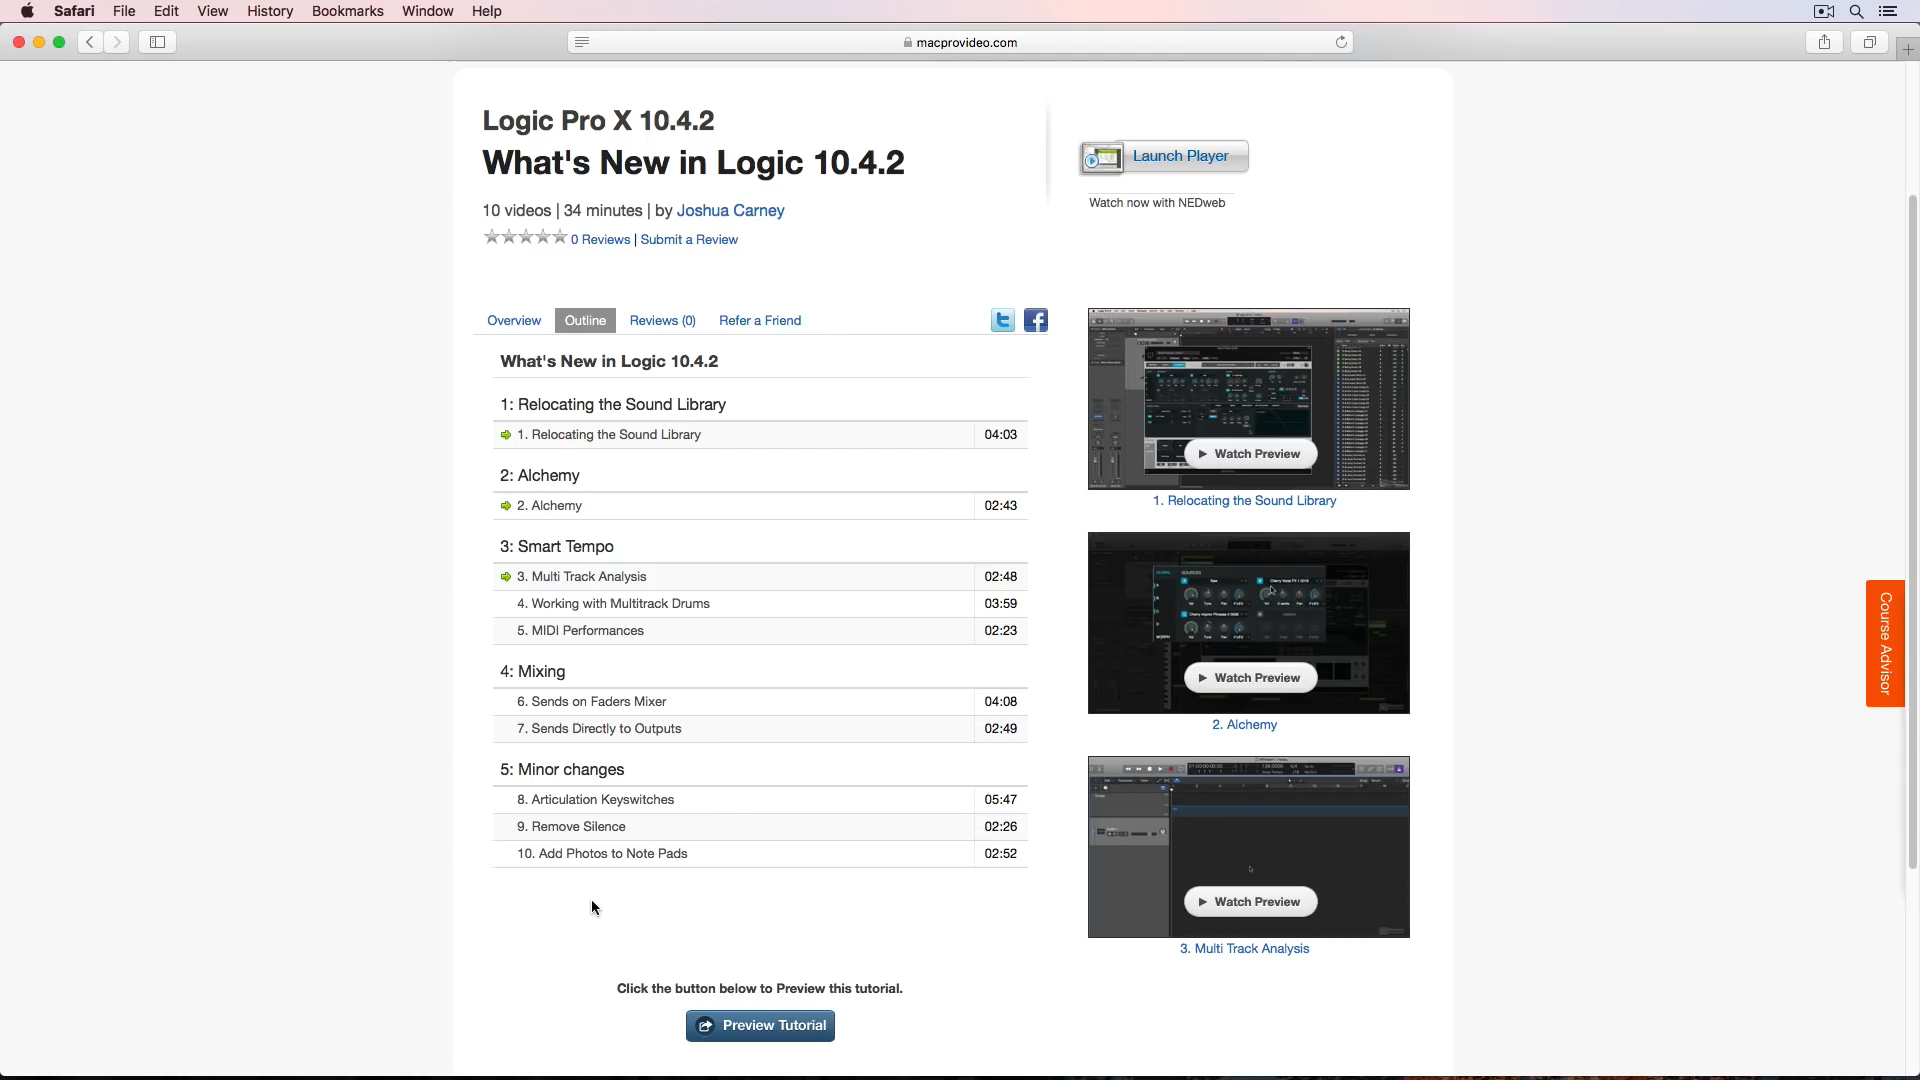 Safari File Edit View History Bookmarks Window Help
macprovideo.com
Logic Pro X 10.4.2
What's New in Logic 10.4.2
10 videos | 34 minutes | by Joshua Carney
0 Reviews | Submit a Review
Launch Player
Watch now with NEDweb
Overview Outline Reviews (0) Refer a Friend
What's New in Logic 10.4.2
1: Relocating the Sound Library
1. Relocating the Sound Library 04:03
2: Alchemy
2. Alchemy 02:43
3: Smart Tempo
3. Multi Track Analysis 02:48
4. Working with Multitrack Drums 03:59
5. MIDI Performances 02:23
4: Mixing
6. Sends on Faders Mixer 04:08
7. Sends Directly to Outputs 02:49
5: Minor changes
8. Articulation Keyswitches 05:47
9. Remove Silence 02:26
10. Add Photos to Note Pads 02:52
Click the button below to Preview this tutorial.
Preview Tutorial
Watch Preview
1. Relocating the Sound Library
SOURCES
Watch Preview
2. Alchemy
Watch Preview
3. Multi Track Analysis
Course Advisor